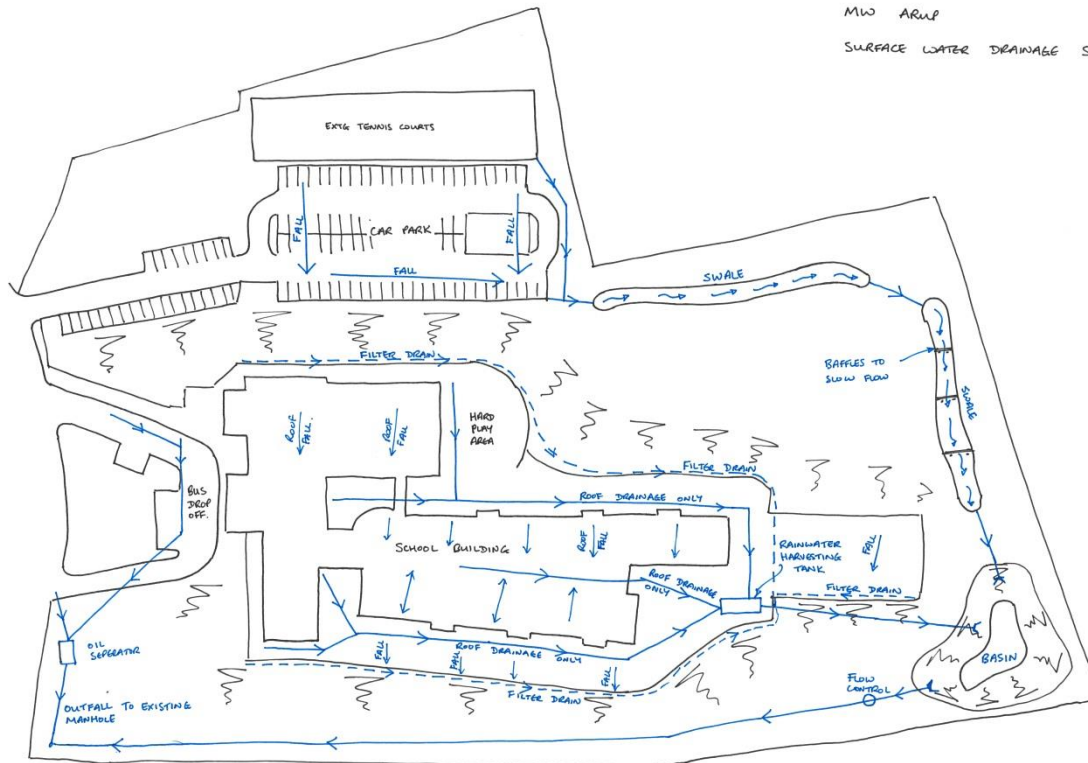 MW ARUP
SURFACE WATER DRAINAGE S
EXTG TENNIS COURTS
FALL
CAR PARK
FALL
FALL
SWALE
BAFFLES TO
SLOW FLOW
SWALE
FILTER DRAIN
ROOF
FALL
ROOF
FALL
HARD
PLAY
AREA
FILTER DRAIN
BUS
DROP
OFF.
ROOF DRAINAGE ONLY
SCHOOL BUILDING
ROOF
FALL
RAINWATER
HARVESTING
TANK
FALL
ROOF DRAINAGE
ONLY
FILTER DRAIN
OIL
SEPERATOR
ROOF DRAINAGE ONLY
FALL
FALL
FALL
FILTER DRAIN
BASIN
FLOW
CONTROL
OUTFALL TO EXISTING
MANHOLE